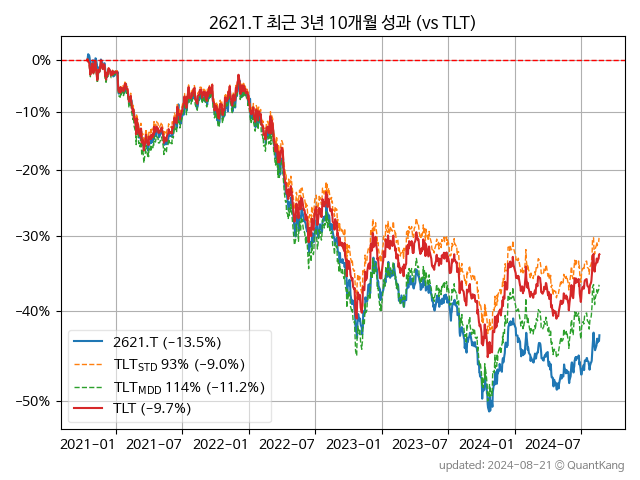 2621.T 최근 3년 10개월 성과 (vs TLT)
0%
−10%
−20%
−30%
−40%
−50%
2621.T (−13.5%)
TLT_STD 93% (−9.0%)
TLT_MDD 114% (−11.2%)
TLT (−9.7%)
2021−01 2021−07 2022−01 2022−07 2023−01 2023−07 2024−01 2024−07
updated: 2024-08-21 © QuantKang